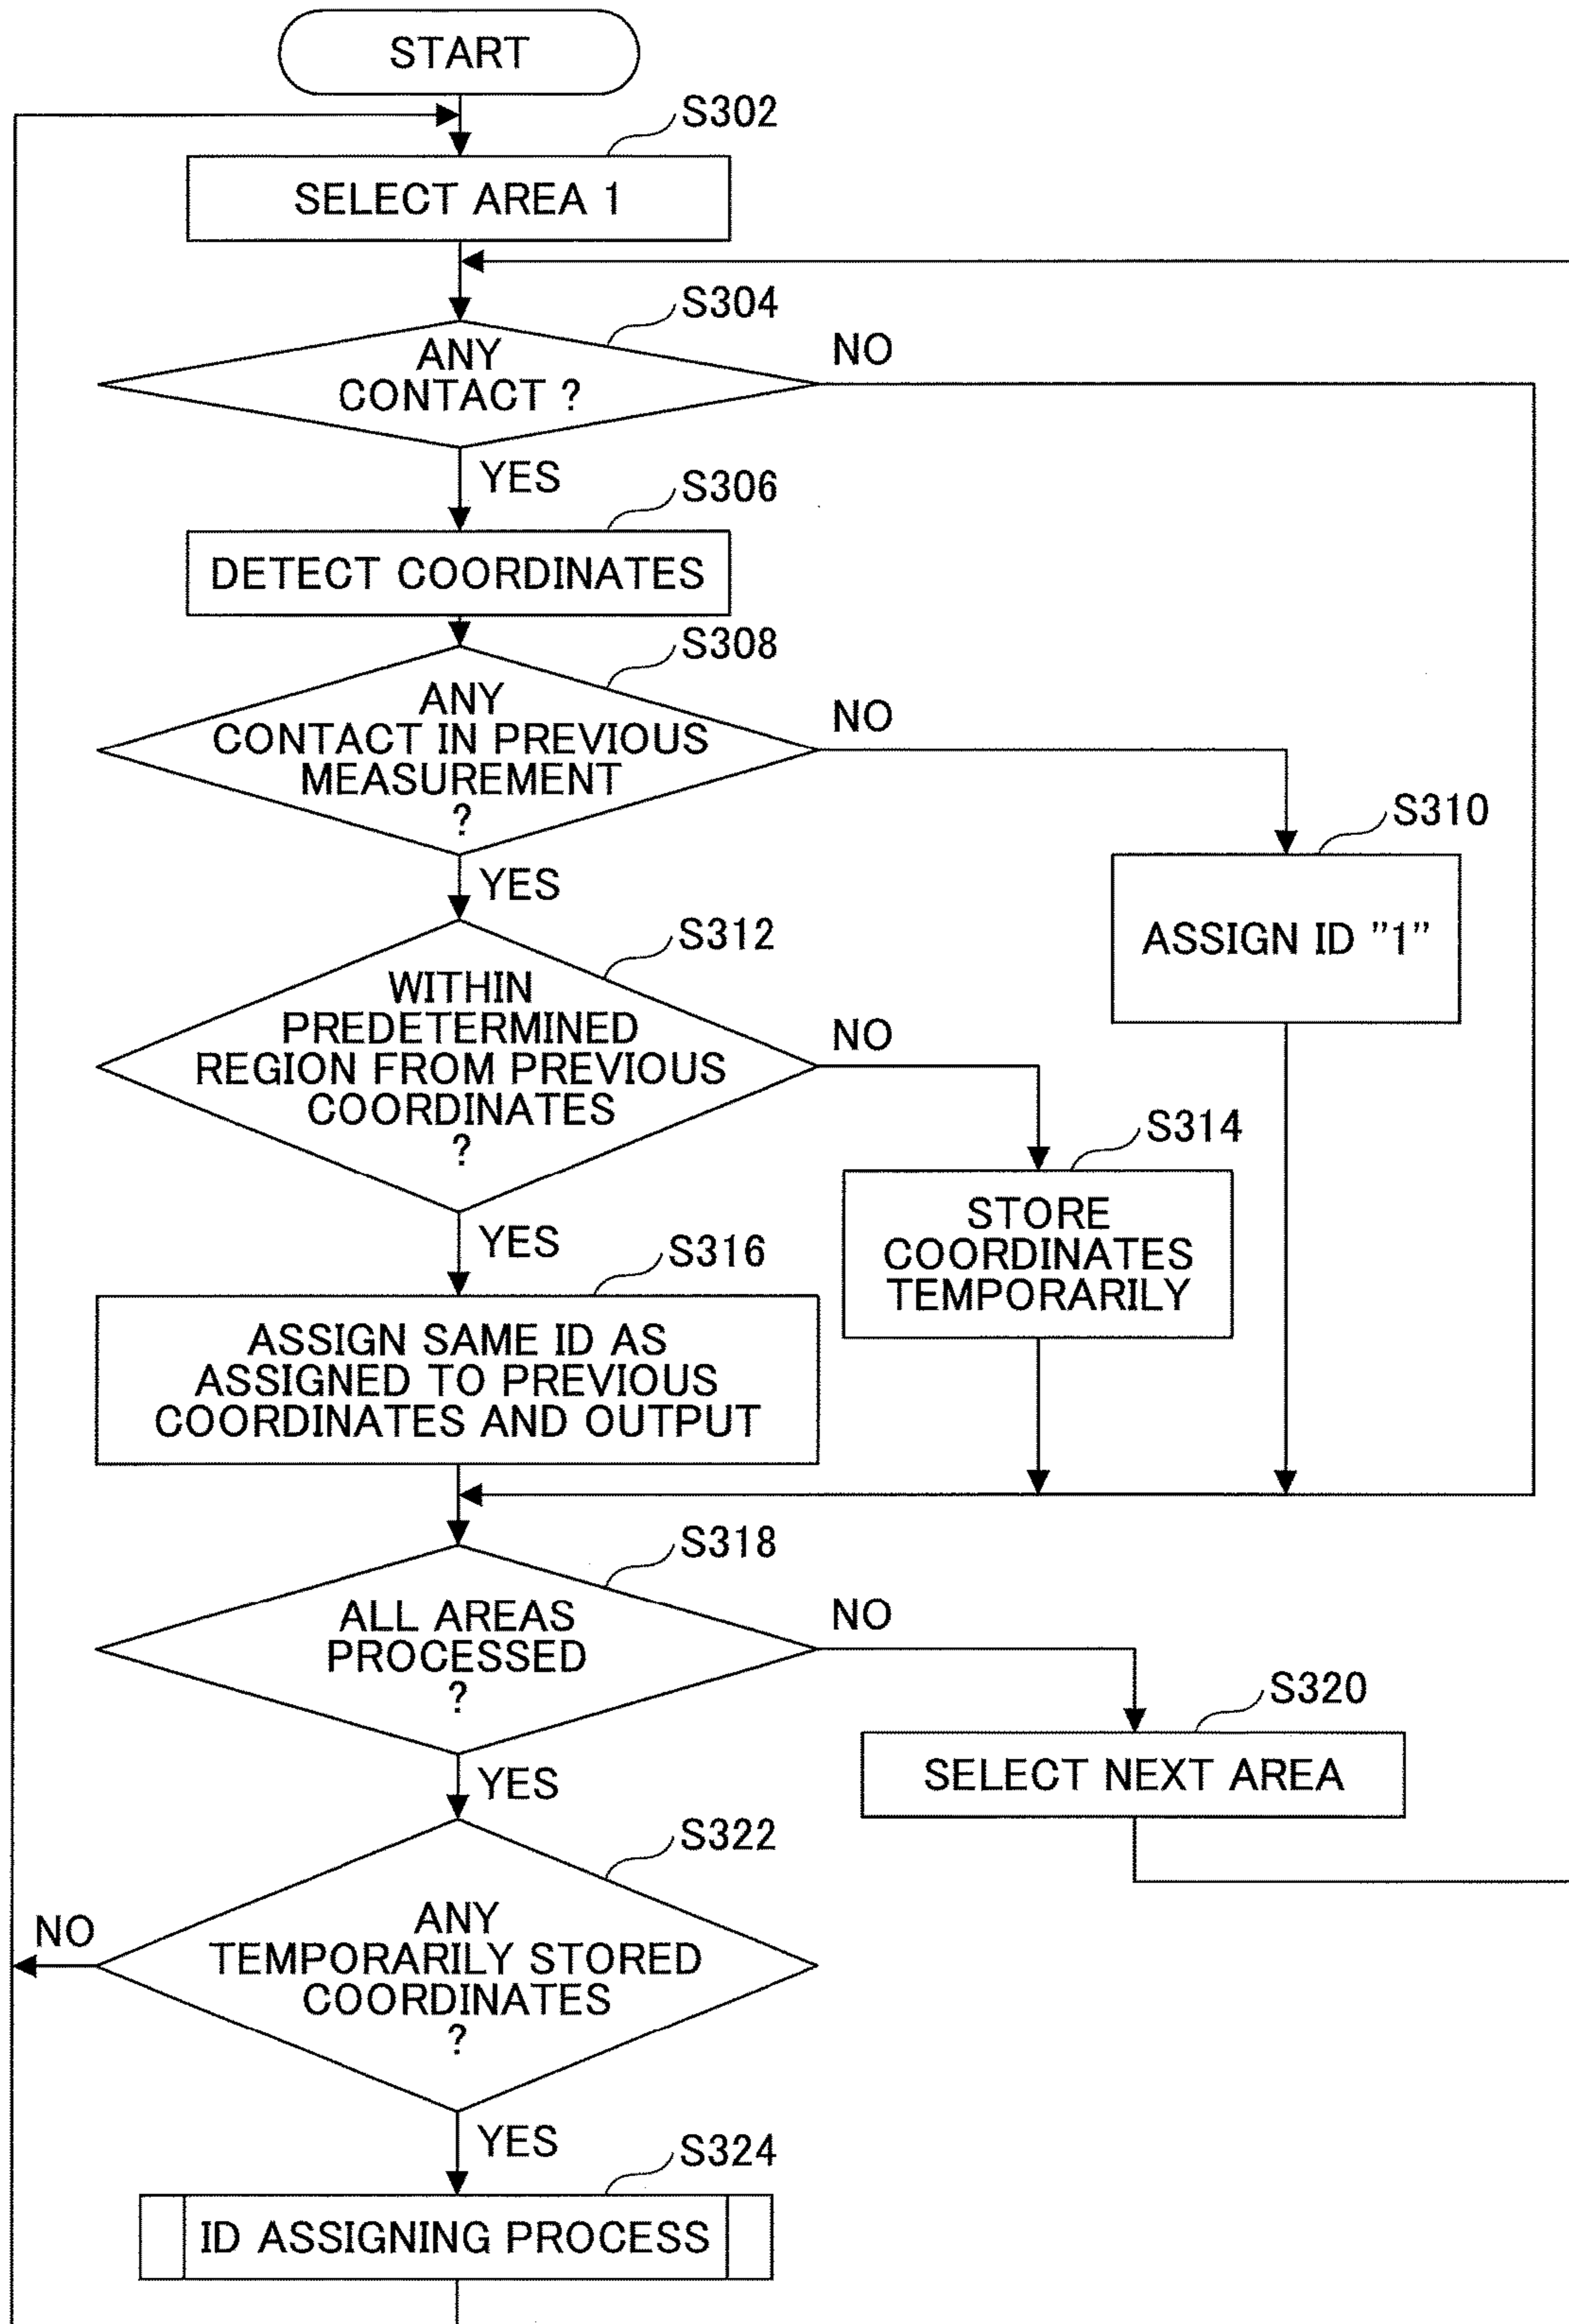 START
S302
SELECT AREA 1
S304
ANY
CONTACT ?
NO
YES
S306
DETECT COORDINATES
S308
ANY
CONTACT IN PREVIOUS
MEASUREMENT
?
NO
YES
S310
ASSIGN ID "1"
S312
WITHIN
PREDETERMINED
REGION FROM PREVIOUS
COORDINATES
?
NO
YES
S314
STORE
COORDINATES
TEMPORARILY
S316
ASSIGN SAME ID AS
ASSIGNED TO PREVIOUS
COORDINATES AND OUTPUT
S318
ALL AREAS
PROCESSED
?
NO
YES
S320
SELECT NEXT AREA
S322
ANY
TEMPORARILY STORED
COORDINATES
?
NO
YES
S324
ID ASSIGNING PROCESS